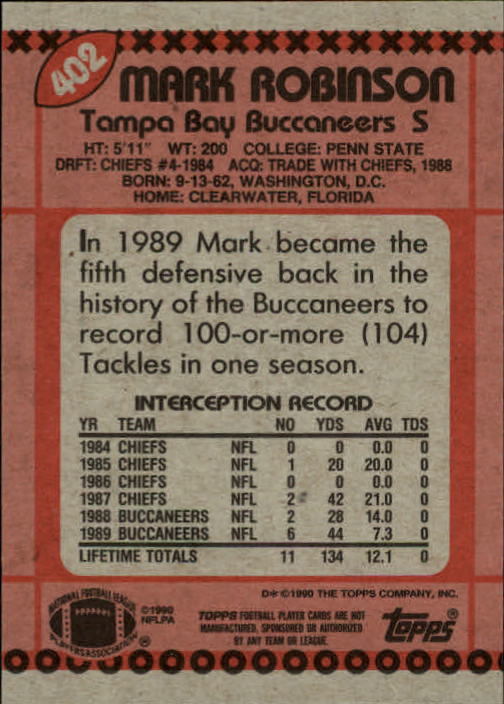 402
MARK ROBINSON
Tampa Bay Buccaneers S
HT: 5'11" WT: 200 COLLEGE: PENN STATE
DRFT: CHIEFS #4-1984 ACQ: TRADE WITH CHIEFS, 1988
BORN: 9-13-62, WASHINGTON, D.C.
HOME: CLEARWATER, FLORIDA
In 1989 Mark became the
fifth defensive back in the
history of the Buccaneers to
record 100-or-more (104)
Tackles in one season.
INTERCEPTION RECORD
YR TEAM NO YDS AVG TDS
1984 CHIEFS NFL 0 0 0.0 0
1985 CHIEFS NFL 1 20 20.0 0
1986 CHIEFS NFL 0 0 0.0 0
1987 CHIEFS NFL 2 42 21.0 0
1988 BUCCANEERS NFL 2 28 14.0 0
1989 BUCCANEERS NFL 6 44 7.3 0
LIFETIME TOTALS 11 134 12.1 0
D* ©1990 THE TOPPS COMPANY, INC.
NATIONAL FOOTBALL LEAGUE
PLAYERS ASSOCIATION ®
©1990
NFLPA
TOPPS FOOTBALL PLAYER CARDS ARE NOT
MANUFACTURED, SPONSORED OR AUTHORIZED
BY ANY TEAM OR LEAGUE.
topps®